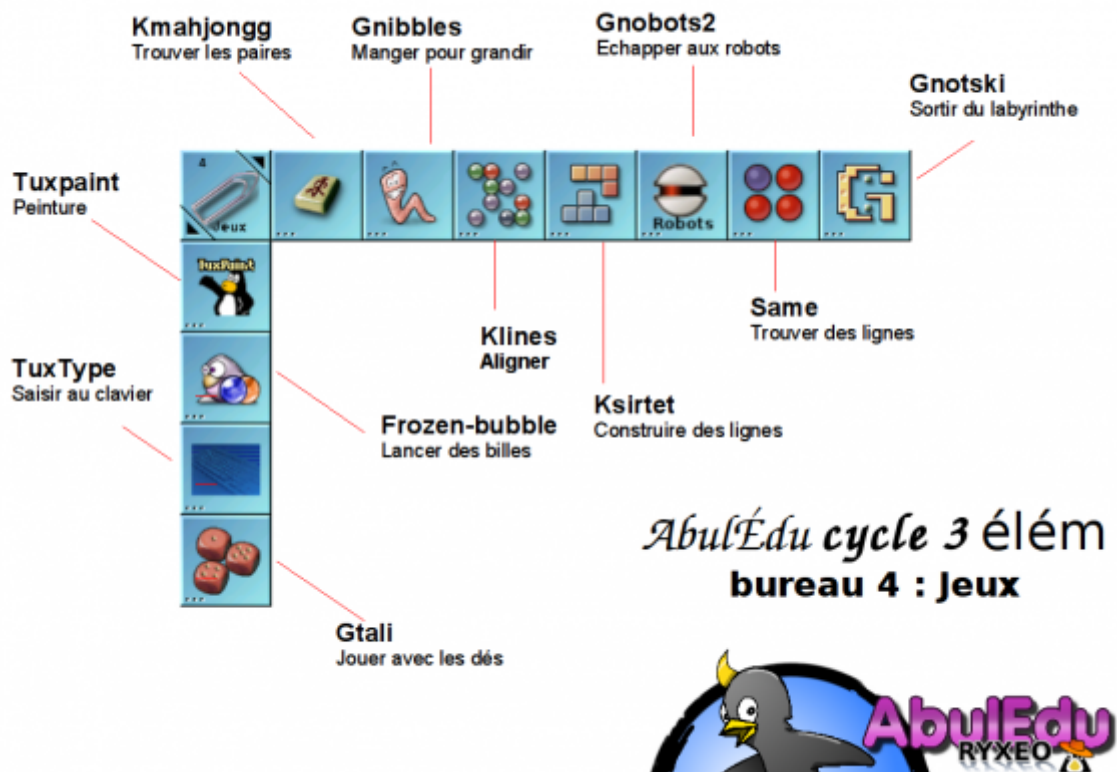 Kmahjongg
Trouver les paires
Gnibbles
Manger pour grandir
Gnobots2
Echapper aux robots
Gnotski
Sortir du labyrinthe
Tuxpaint
Peinture
4
Jeux
Robots
TuxPaint
Klines
Aligner
Same
Trouver des lignes
TuxType
Saisir au clavier
Ksirtet
Construire des lignes
Frozen-bubble
Lancer des billes
AbulÉdu cycle 3 élém
bureau 4 : Jeux
Gtali
Jouer avec les dés
AbulEdu
RYXEO